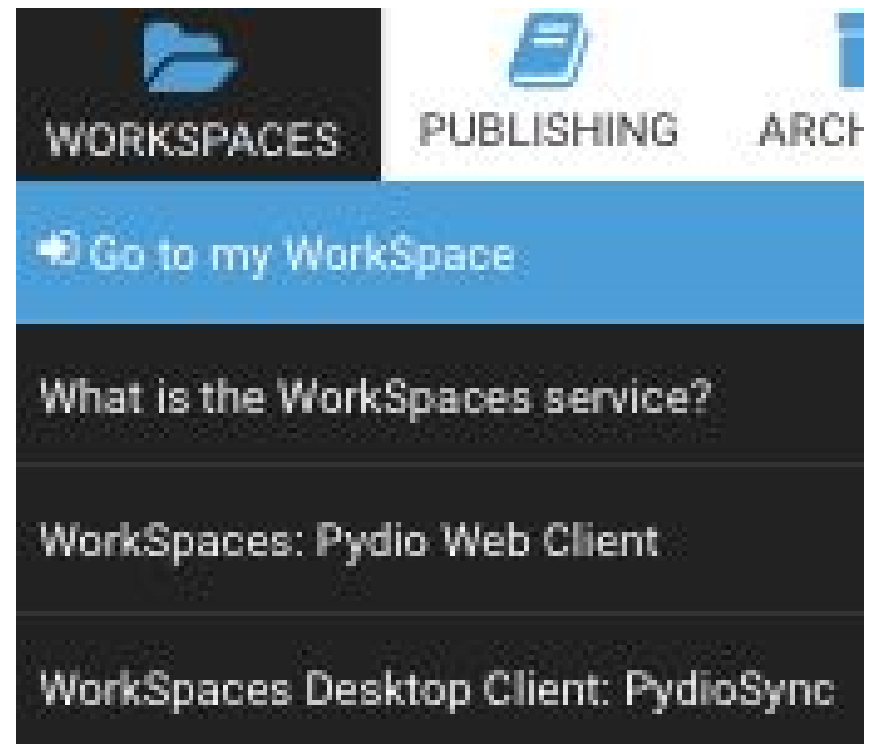 WORKSPACES PUBLISHING ARCH
Go to my WorkSpace
What is the WorkSpaces service?
WorkSpaces: Pydio Web Client
WorkSpaces Desktop Client: PydioSync